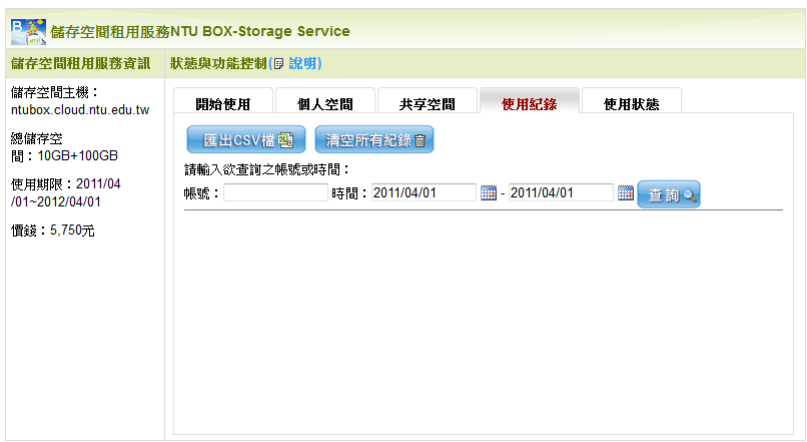 儲存空間租用服務NTU BOX-Storage Service
儲存空間租用服務資訊
狀態與功能控制(說明)
儲存空間主機：
ntubox.cloud.ntu.edu.tw
總儲存空
間：10GB+100GB
使用期限：2011/04
/01~2012/04/01
價錢：5,750元
開始使用 個人空間 共享空間 使用紀錄 使用狀態
匯出CSV檔 清空所有紀錄
請輸入欲查詢之帳號或時間：
帳號： 時間：2011/04/01 - 2011/04/01 查詢